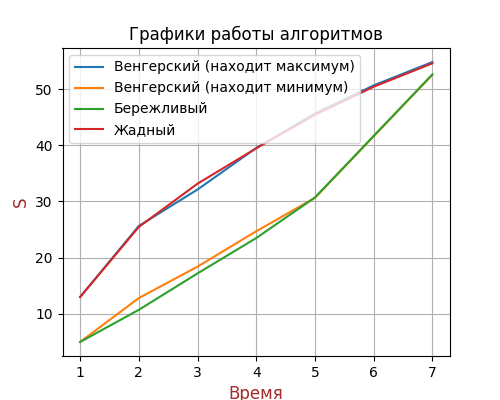 Графики работы алгоритмов
Венгерский (находит максимум)
Венгерский (находит минимум)
Бережливый
Жадный
50
40
30
20
10
S
1 2 3 4 5 6 7
Время